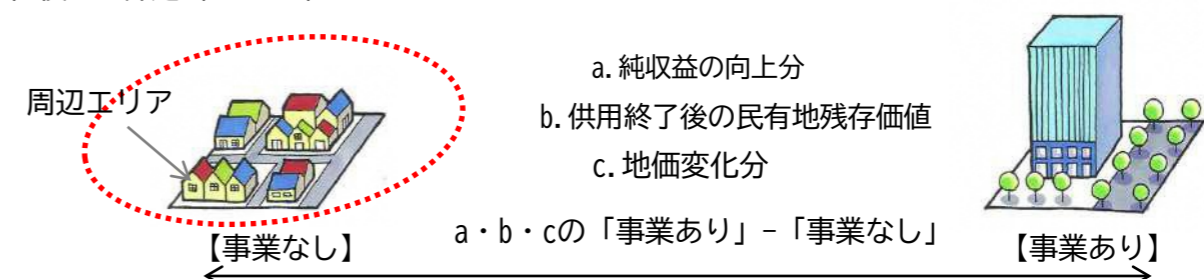 周辺エリア
a.純収益の向上分
b.供用終了後の民有地残存価値
c.地価変化分
a・b・cの「事業あり」-「事業なし」
【事業なし】
【事業あり】